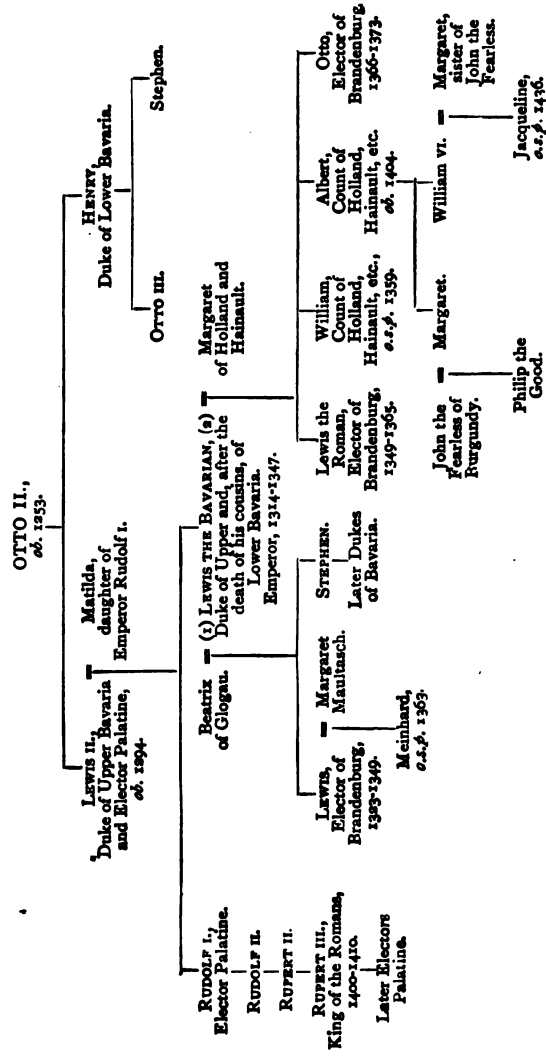 OTTO II.,
ob. 1253.
LEWIS II.,
Duke of Upper Bavaria
and Elector Palatine,
ob. 1294.
=
Matilda,
daughter of
Emperor Rudolf I.
HENRY,
Duke of Lower Bavaria.
OTTO III.
Stephen.
RUDOLF I.,
Elector Palatine.
RUDOLF II.
RUPERT II.
RUPERT III.,
King of the Romans,
1400-1410.
Later Electors
Palatine.
Beatrix
of Glogau.
=
(1) LEWIS THE BAVARIAN, (2)
Duke of Upper and, after the
death of his cousins, of
Lower Bavaria.
Emperor, 1314-1347.
=
Margaret
of Holland and
Hainault.
LEWIS,
Elector of
Brandenburg,
1323-1349.
=
Margaret
Maultasch.
Meinhard,
o.s.p. 1363.
STEPHEN.
Later Dukes
of Bavaria.
Lewis the
Roman,
Elector of
Brandenburg,
1349-1365.
William,
Count of
Holland,
Hainault, etc.,
o.s.p. 1359.
Albert,
Count of
Holland,
Hainault, etc.
ob. 1404.
Otto,
Elector of
Brandenburg,
1366-1373.
John the
Fearless of
Burgundy.
=
Margaret.
Philip the
Good.
William VI.
=
Margaret,
sister of
John the
Fearless.
Jacqueline,
o.s.p. 1436.